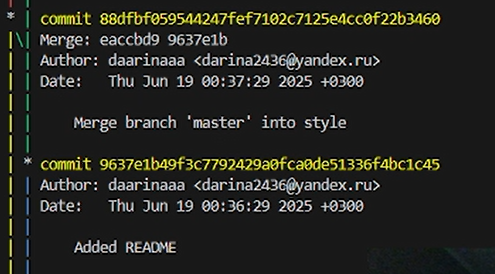 * | commit 88dfbf059544247fef7102c7125e4cc0f22b3460
|\| Merge: eaccbd9 9637e1b
| | Author: daarinaaa <darina2436@yandex.ru>
| | Date:   Thu Jun 19 00:37:29 2025 +0300
| |
| |     Merge branch 'master' into style
| |
| * commit 9637e1b49f3c7792429a0fca0de51336f4bc1c45
| | Author: daarinaaa <darina2436@yandex.ru>
| | Date:   Thu Jun 19 00:36:29 2025 +0300
| |
| |     Added README